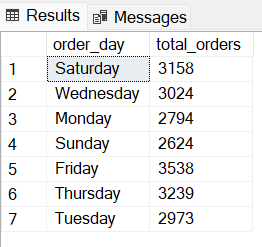 Results Messages
order_day total_orders
1 Saturday 3158
2 Wednesday 3024
3 Monday 2794
4 Sunday 2624
5 Friday 3538
6 Thursday 3239
7 Tuesday 2973